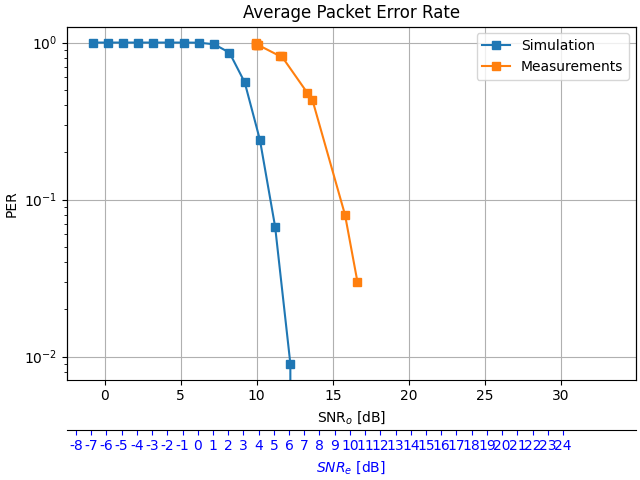 Average Packet Error Rate
Simulation
Measurements
10⁰
10⁻¹
10⁻²
PER
0 5 10 15 20 25 30
SNRₒ [dB]
-8 -7 -6 -5 -4 -3 -2 -1 0 1 2 3 4 5 6 7 8 9 10 11 12 13 14 15 16 17 18 19 20 21 22 23 24
SNRₑ [dB]